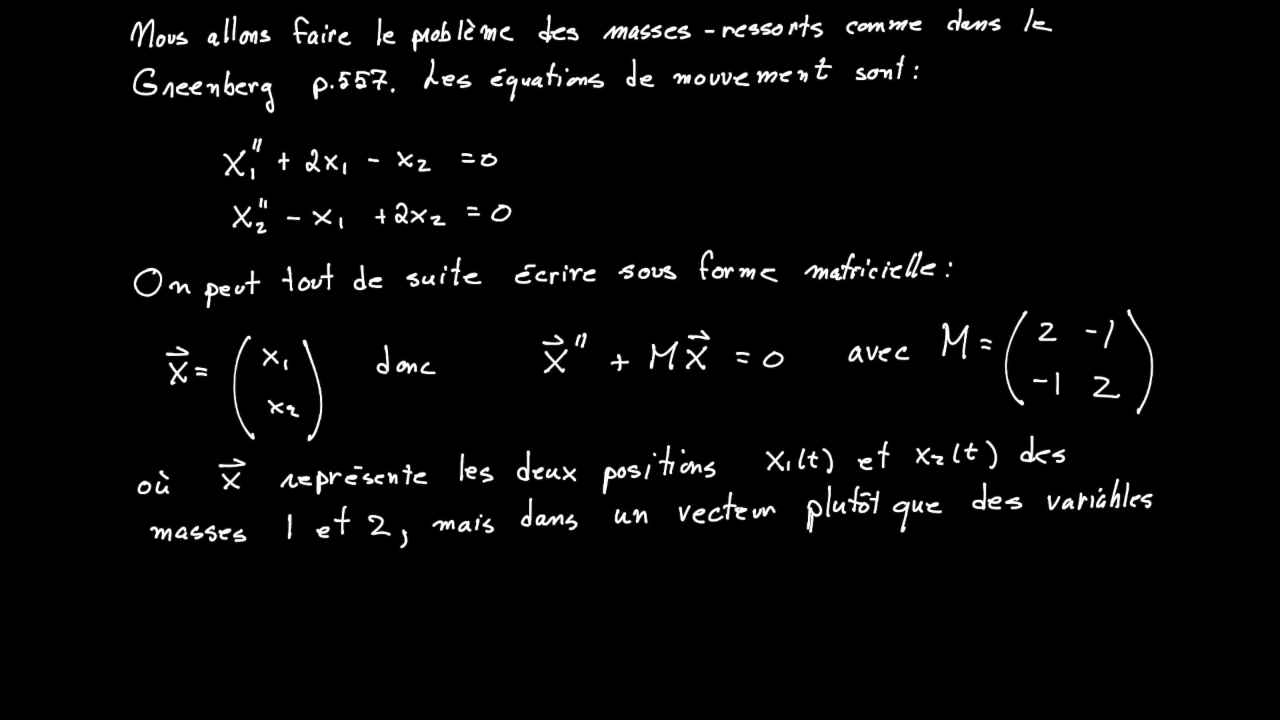 Nous allons faire le problème des masses-ressorts comme dans le
Greenberg p.557. Les équations de mouvement sont:
x₁'' + 2x₁ - x₂ = 0
x₂'' - x₁ + 2x₂ = 0
On peut tout de suite écrire sous forme matricielle:
x⃗ = (x₁ x₂) donc x⃗'' + Mx⃗ = 0 avec M = (2 -1 -1 2)
où x⃗ représente les deux positions x₁(t) et x₂(t) des
masses 1 et 2, mais dans un vecteur plutôt que des variables